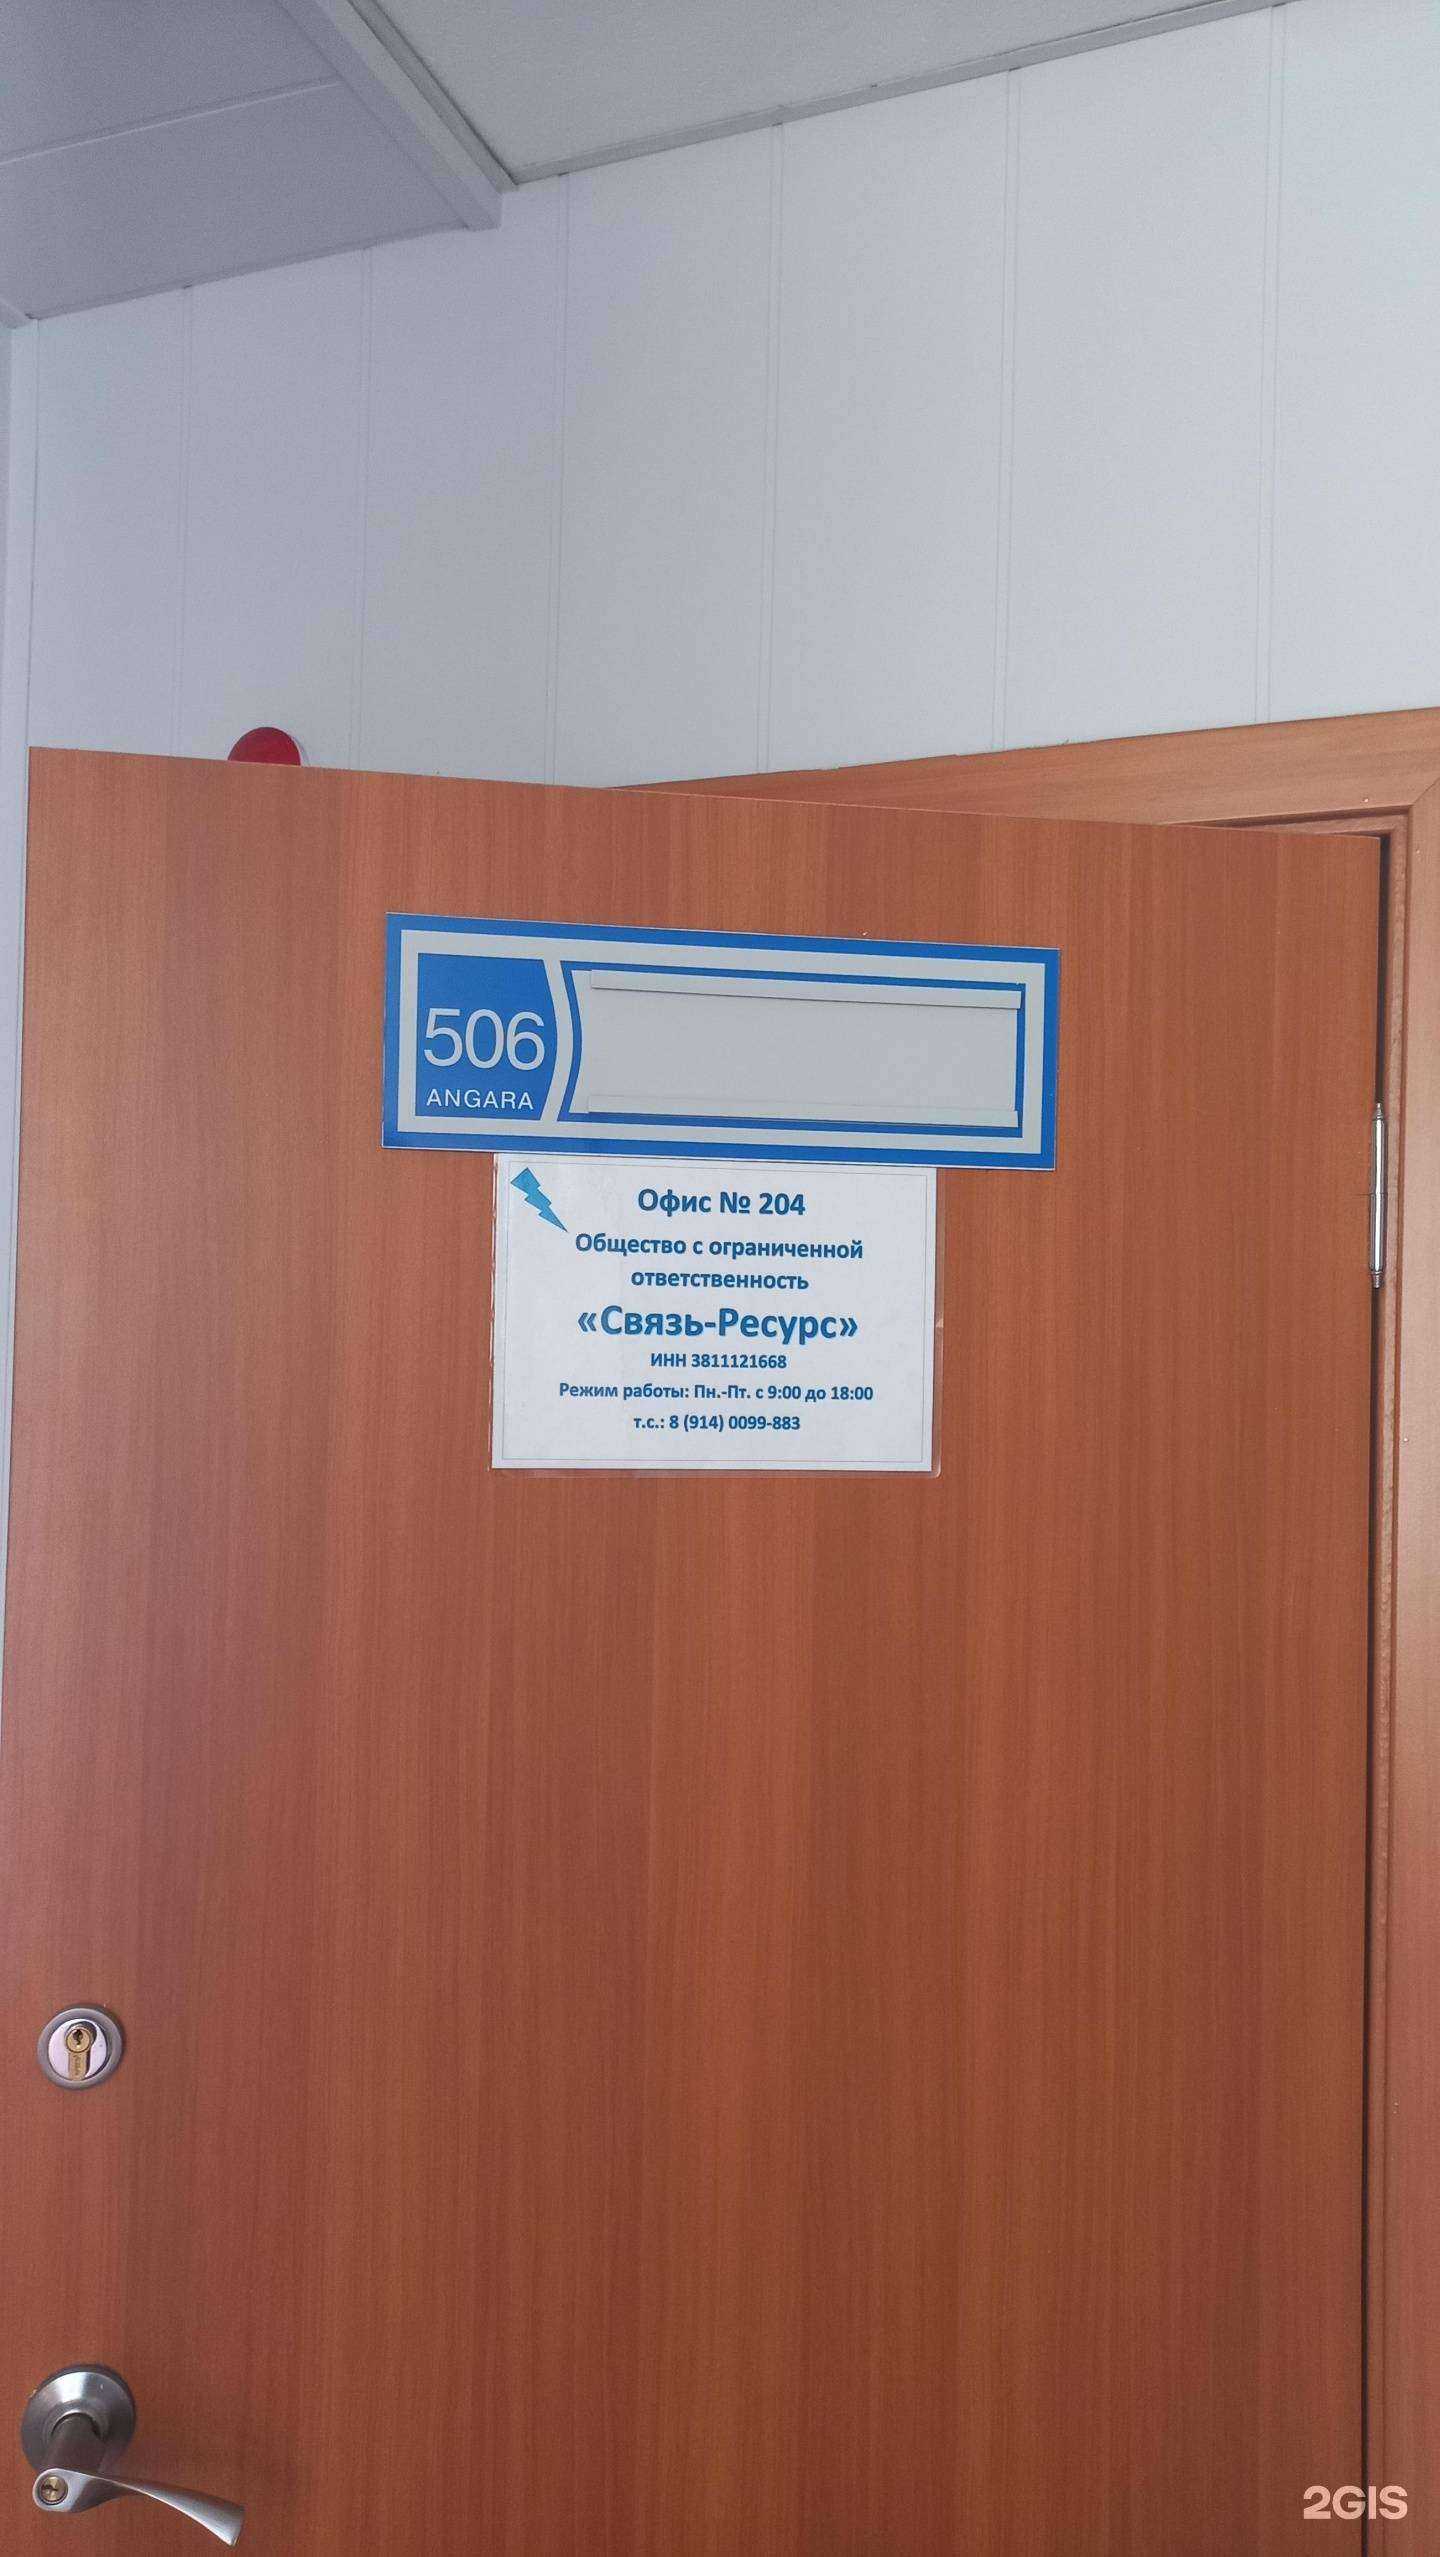 506
ANGARA
Офис № 204
Общество с ограниченной
ответственность
«Связь-Ресурс»
ИНН 3811121668
Режим работы: Пн.-Пт. с 9:00 до 18:00
т.с.: 8 (914) 0099-883
2GIS